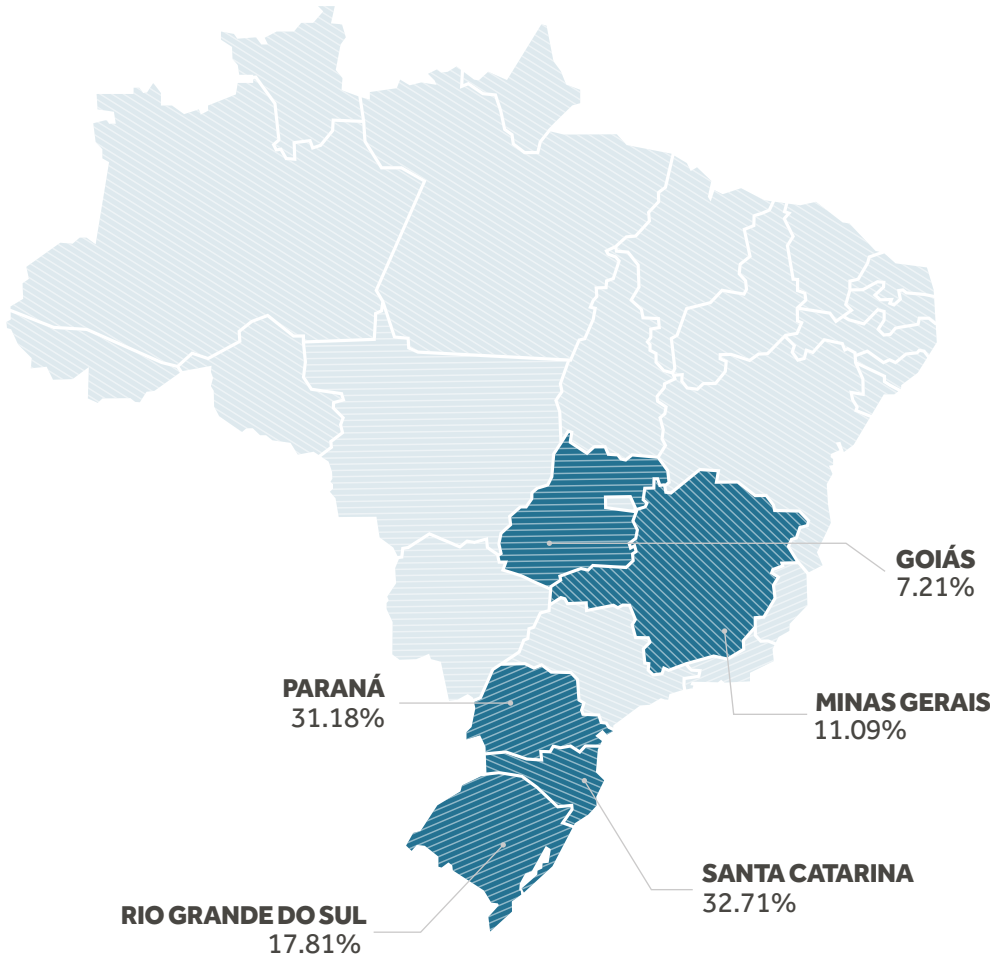 GOIÁS
7.21%
PARANÁ
31.18%
MINAS GERAIS
11.09%
SANTA CATARINA
32.71%
RIO GRANDE DO SUL
17.81%